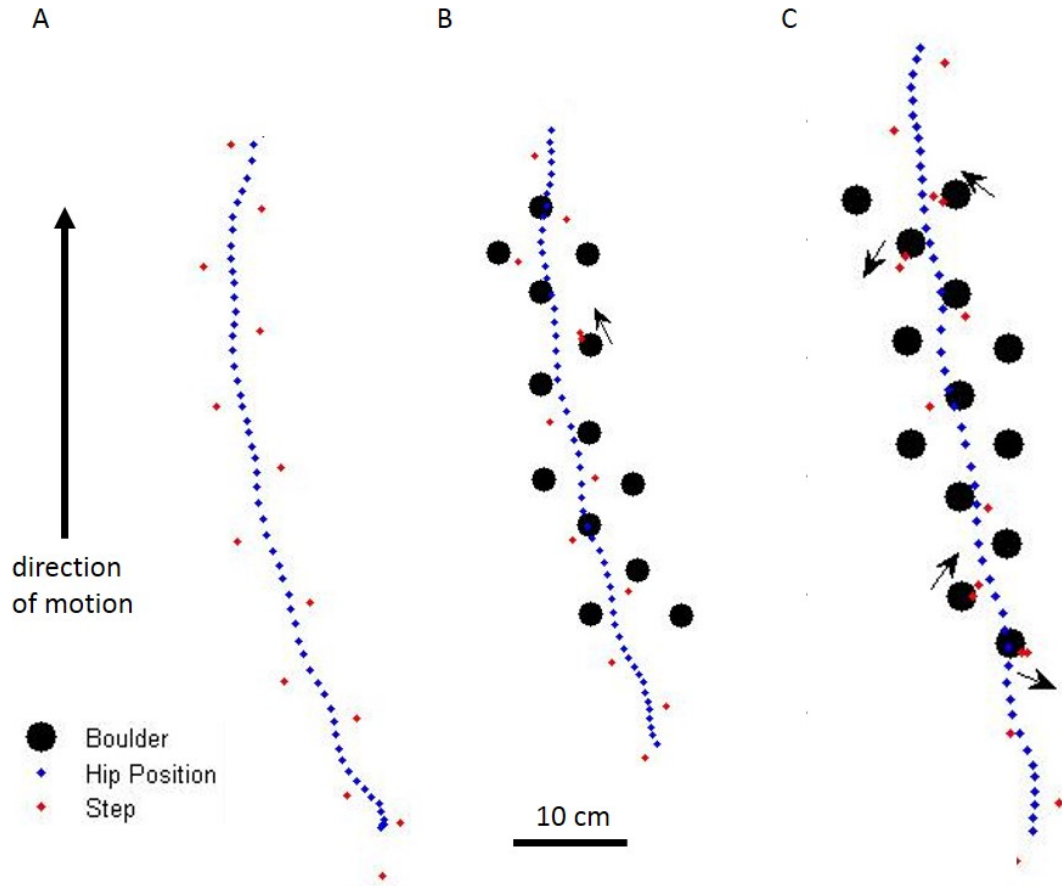 A
B
C
direction
of motion
Boulder
Hip Position
Step
10 cm